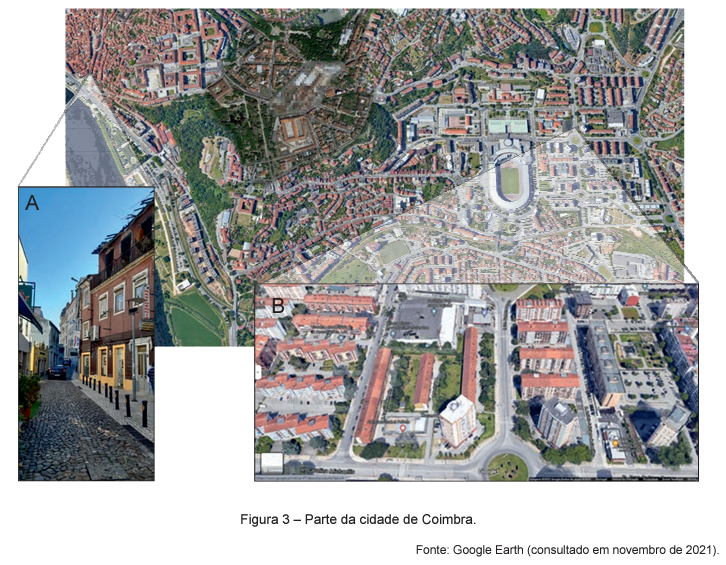 A
B
Figura 3 – Parte da cidade de Coimbra.
Fonte: Google Earth (consultado em novembro de 2021).